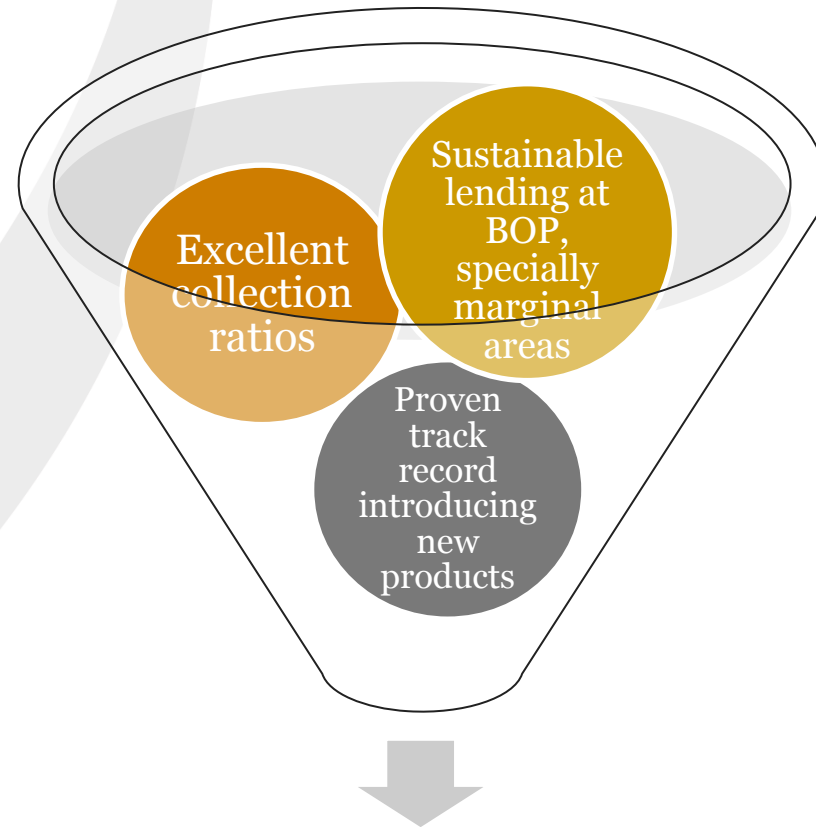 Sustainable
lending at
BOP,
specially
marginal
areas
Excellent
collection
ratios
Proven
track
record
introducing
new
products